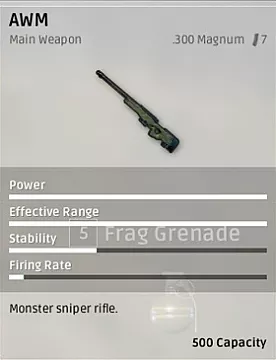 AWM
Main Weapon .300 Magnum 7
Power
Effective Range
5 Frag Grenade
Stability
Firing Rate
Monster sniper rifle.
500 Capacity